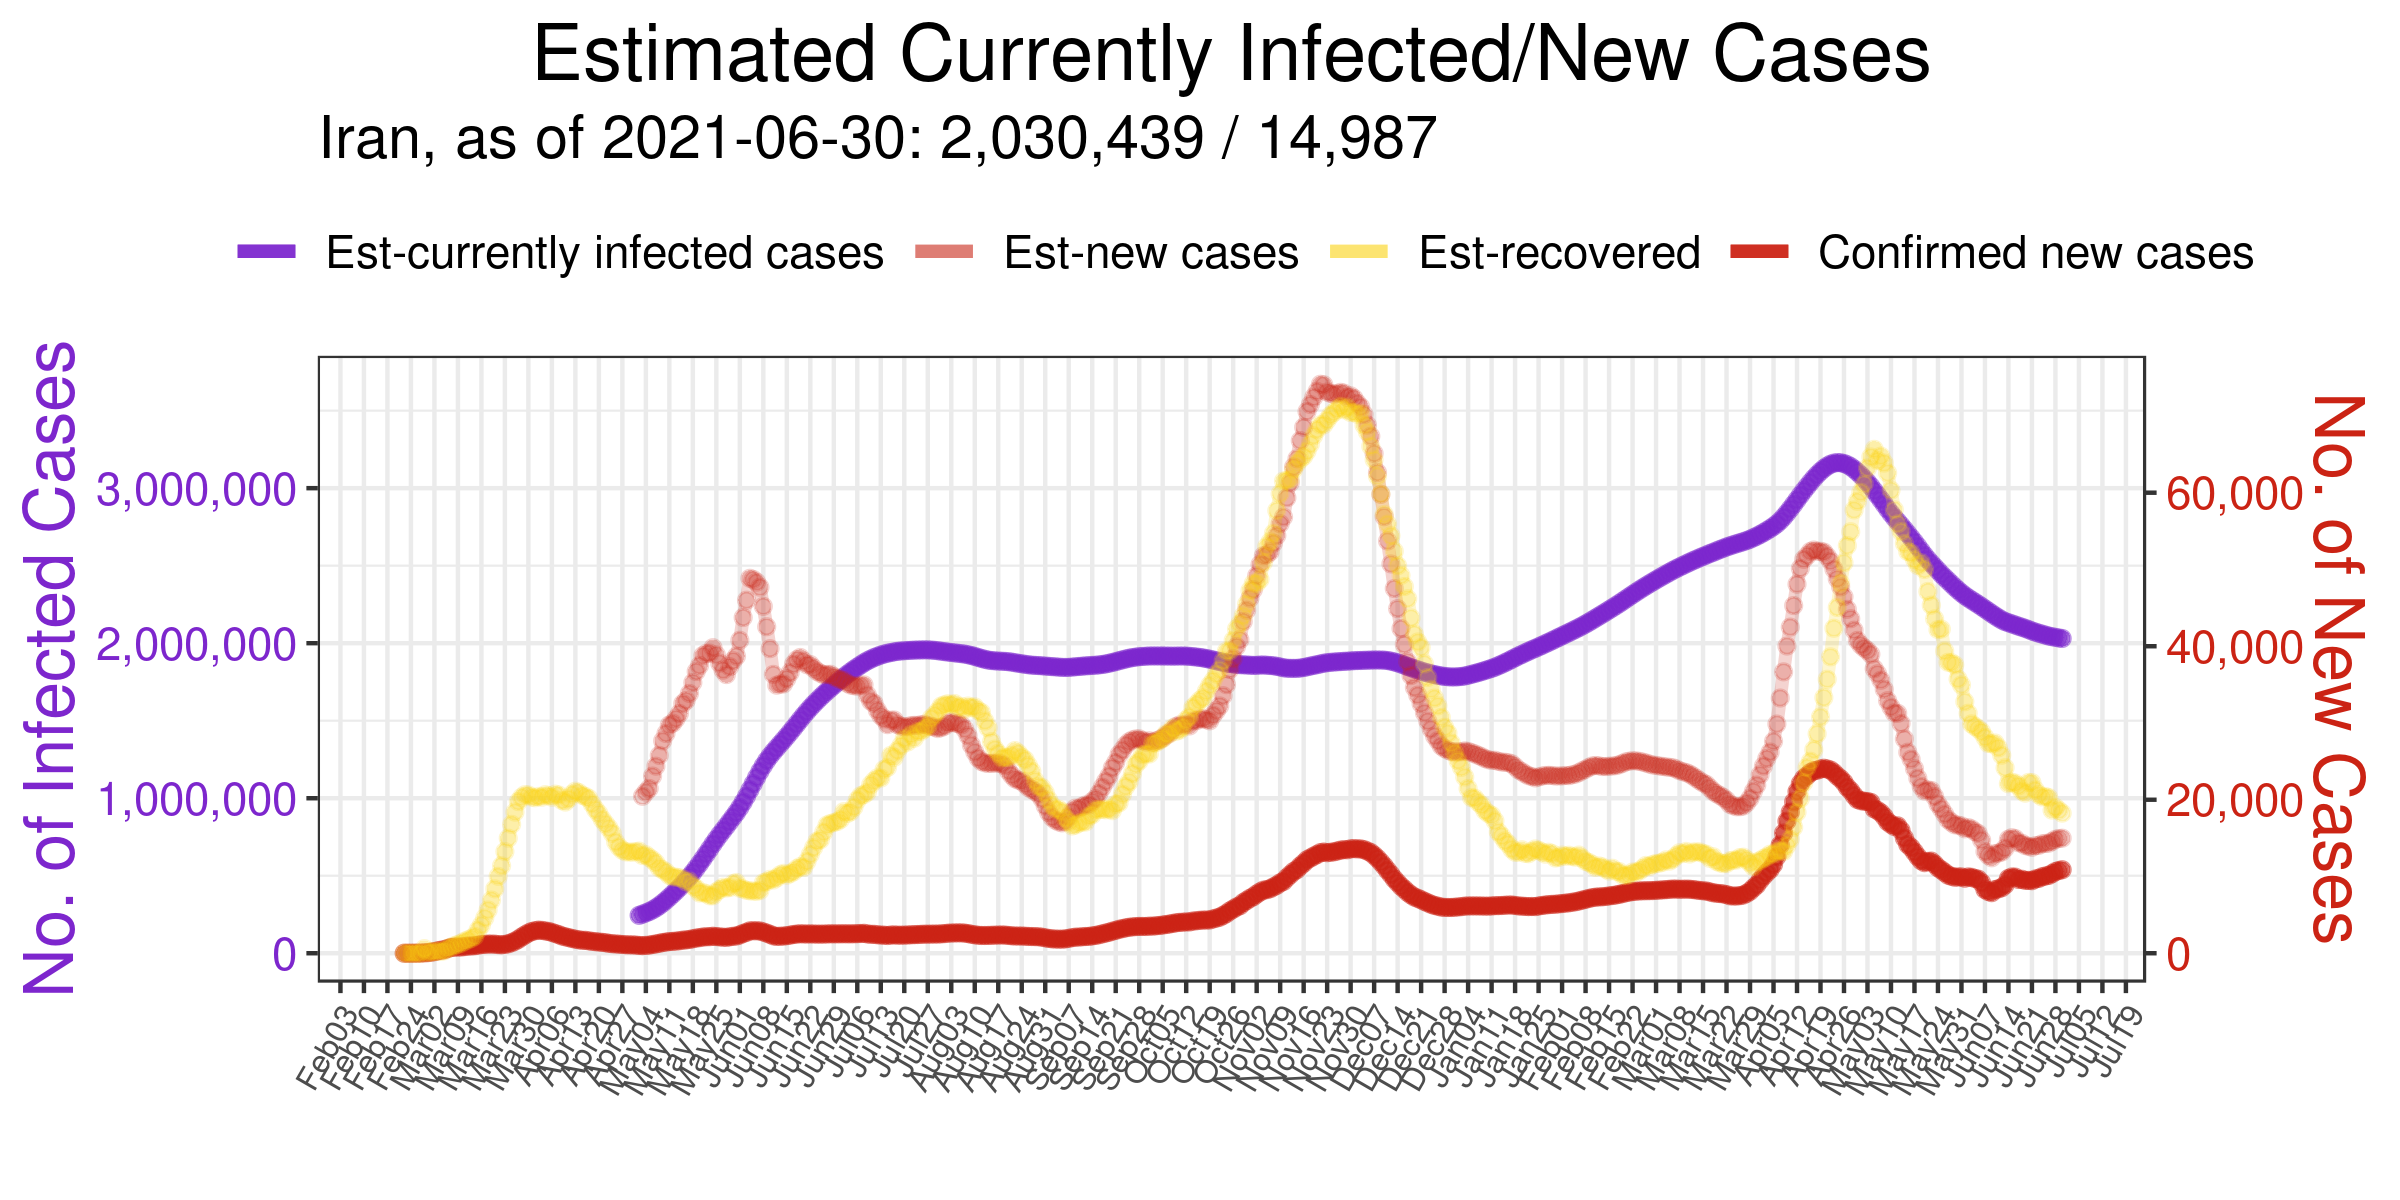 Estimated Currently Infected/New Cases
Iran, as of 2021-06-30: 2,030,439 / 14,987
Est-currently infected cases
Est-new cases
Est-recovered
Confirmed new cases
No. of Infected Cases
3,000,000
2,000,000
1,000,000
0
No. of New Cases
60,000
40,000
20,000
0
Feb03
Feb10
Feb17
Feb24
Mar02
Mar09
Mar16
Mar23
Mar30
Apr06
Apr13
Apr20
Apr27
May04
May11
May18
May25
Jun01
Jun08
Jun15
Jun22
Jun29
Jul06
Jul13
Jul20
Jul27
Aug03
Aug10
Aug17
Aug24
Aug31
Sep07
Sep14
Sep21
Sep28
Oct05
Oct12
Oct19
Oct26
Nov02
Nov09
Nov16
Nov23
Nov30
Dec07
Dec14
Dec21
Dec28
Jan04
Jan11
Jan18
Jan25
Feb01
Feb08
Feb15
Feb22
Mar01
Mar08
Mar15
Mar22
Mar29
Apr05
Apr12
Apr19
Apr26
May03
May10
May17
May24
May31
Jun07
Jun14
Jun21
Jun28
Jul05
Jul12
Jul19